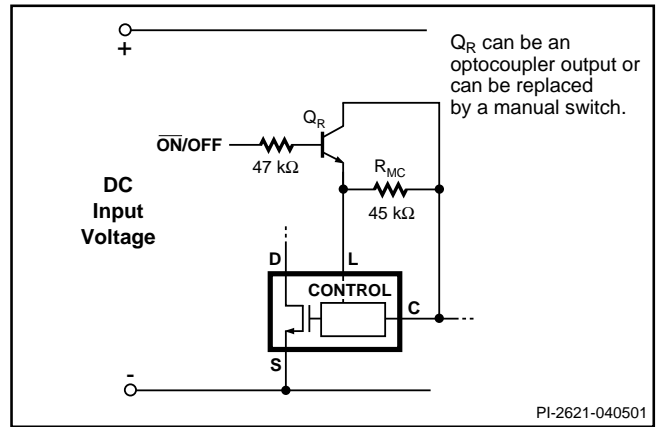 +
Q_R can be an
optocoupler output or
can be replaced
by a manual switch.
Q_R
ON/OFF
47 kΩ
R_MC
45 kΩ
DC
Input
Voltage
D
L
CONTROL
C
S
-
PI-2621-040501